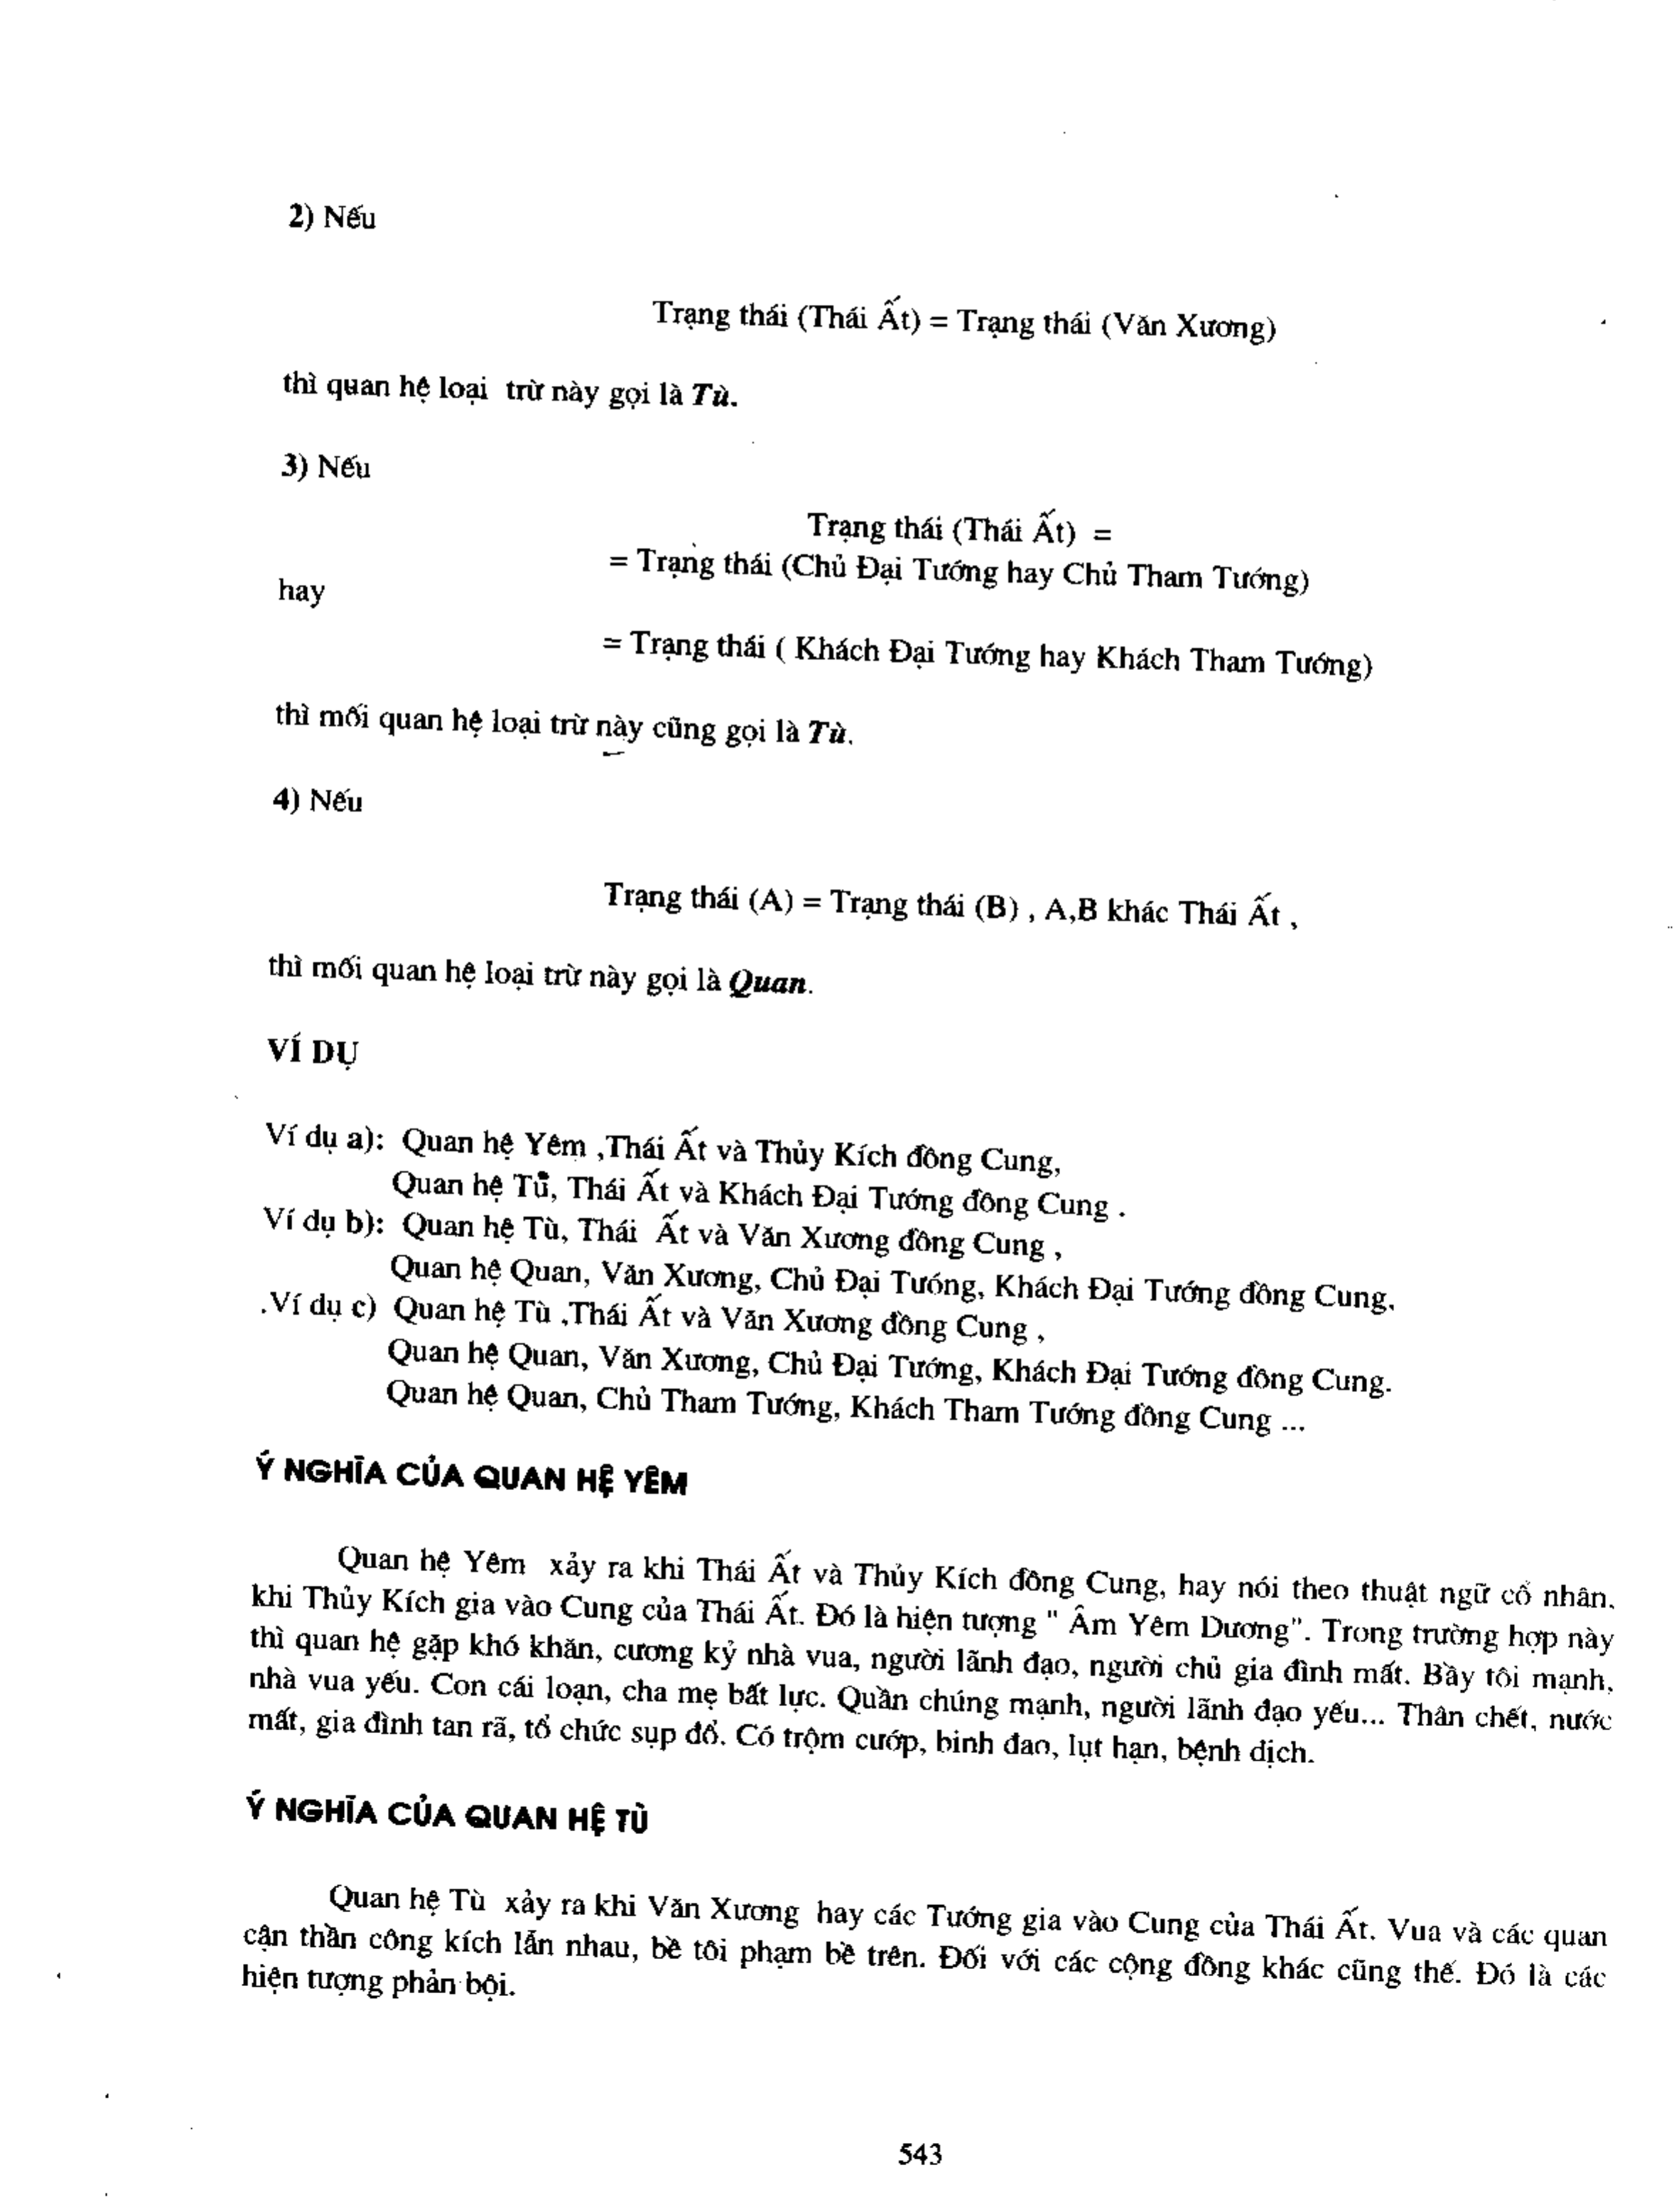 2) Nếu
Trạng thái (Thái Ất) = Trạng thái (Văn Xương)
thì quan hệ loại trừ này gọi là Tù.
3) Nếu
Trạng thái (Thái Ất) =
= Trạng thái (Chủ Đại Tướng hay Chủ Tham Tướng)
hay
= Trạng thái ( Khách Đại Tướng hay Khách Tham Tướng)
thì mối quan hệ loại trừ này cũng gọi là Tù.
4) Nếu
Trạng thái (A) = Trạng thái (B) , A,B khác Thái Ất ,
thì mối quan hệ loại trừ này gọi là Quan.
VÍ DỤ
Ví dụ a): Quan hệ Yêm ,Thái Ất và Thủy Kích đồng Cung,
Quan hệ Tù, Thái Ất và Khách Đại Tướng đồng Cung .
Ví dụ b): Quan hệ Tù, Thái Ất và Văn Xương đồng Cung ,
Quan hệ Quan, Văn Xương, Chủ Đại Tướng, Khách Đại Tướng đồng Cung.
.Ví dụ c) Quan hệ Tù ,Thái Ất và Văn Xương đồng Cung ,
Quan hệ Quan, Văn Xương, Chủ Đại Tướng, Khách Đại Tướng đồng Cung.
Quan hệ Quan, Chủ Tham Tướng, Khách Tham Tướng đồng Cung ...
Ý NGHĨA CỦA QUAN HỆ YÊM
Quan hệ Yêm xảy ra khi Thái Ất và Thủy Kích đồng Cung, hay nói theo thuật ngữ cổ nhân,
khi Thủy Kích gia vào Cung của Thái Ất. Đó là hiện tượng " Âm Yêm Dương". Trong trường hợp này
thì quan hệ gặp khó khăn, cương kỷ nhà vua, người lãnh đạo, người chủ gia đình mất. Bầy tôi mạnh,
nhà vua yếu. Con cái loạn, cha mẹ bất lực. Quần chúng mạnh, người lãnh đạo yếu... Thân chết, nước
mất, gia đình tan rã, tổ chức sụp đổ. Có trộm cướp, binh đao, lụt hạn, bệnh dịch.
Ý NGHĨA CỦA QUAN HỆ TÙ
Quan hệ Tù xảy ra khi Văn Xương hay các Tướng gia vào Cung của Thái Ất. Vua và các quan
cận thần công kích lẫn nhau, bề tôi phạm bề trên. Đối với các cộng đồng khác cũng thế. Đó là các
hiện tượng phản bội.
543